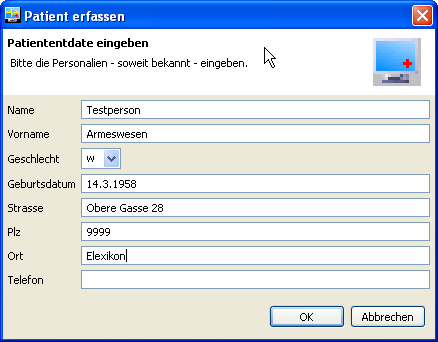 Patient erfassen
Patiententdate eingeben
Bitte die Personalien - soweit bekannt - eingeben.
Name Testperson
Vorname Armeswesen
Geschlecht w
Geburtsdatum 14.3.1958
Strasse Obere Gasse 28
Plz 9999
Ort Elexikon
Telefon
OK Abbrechen